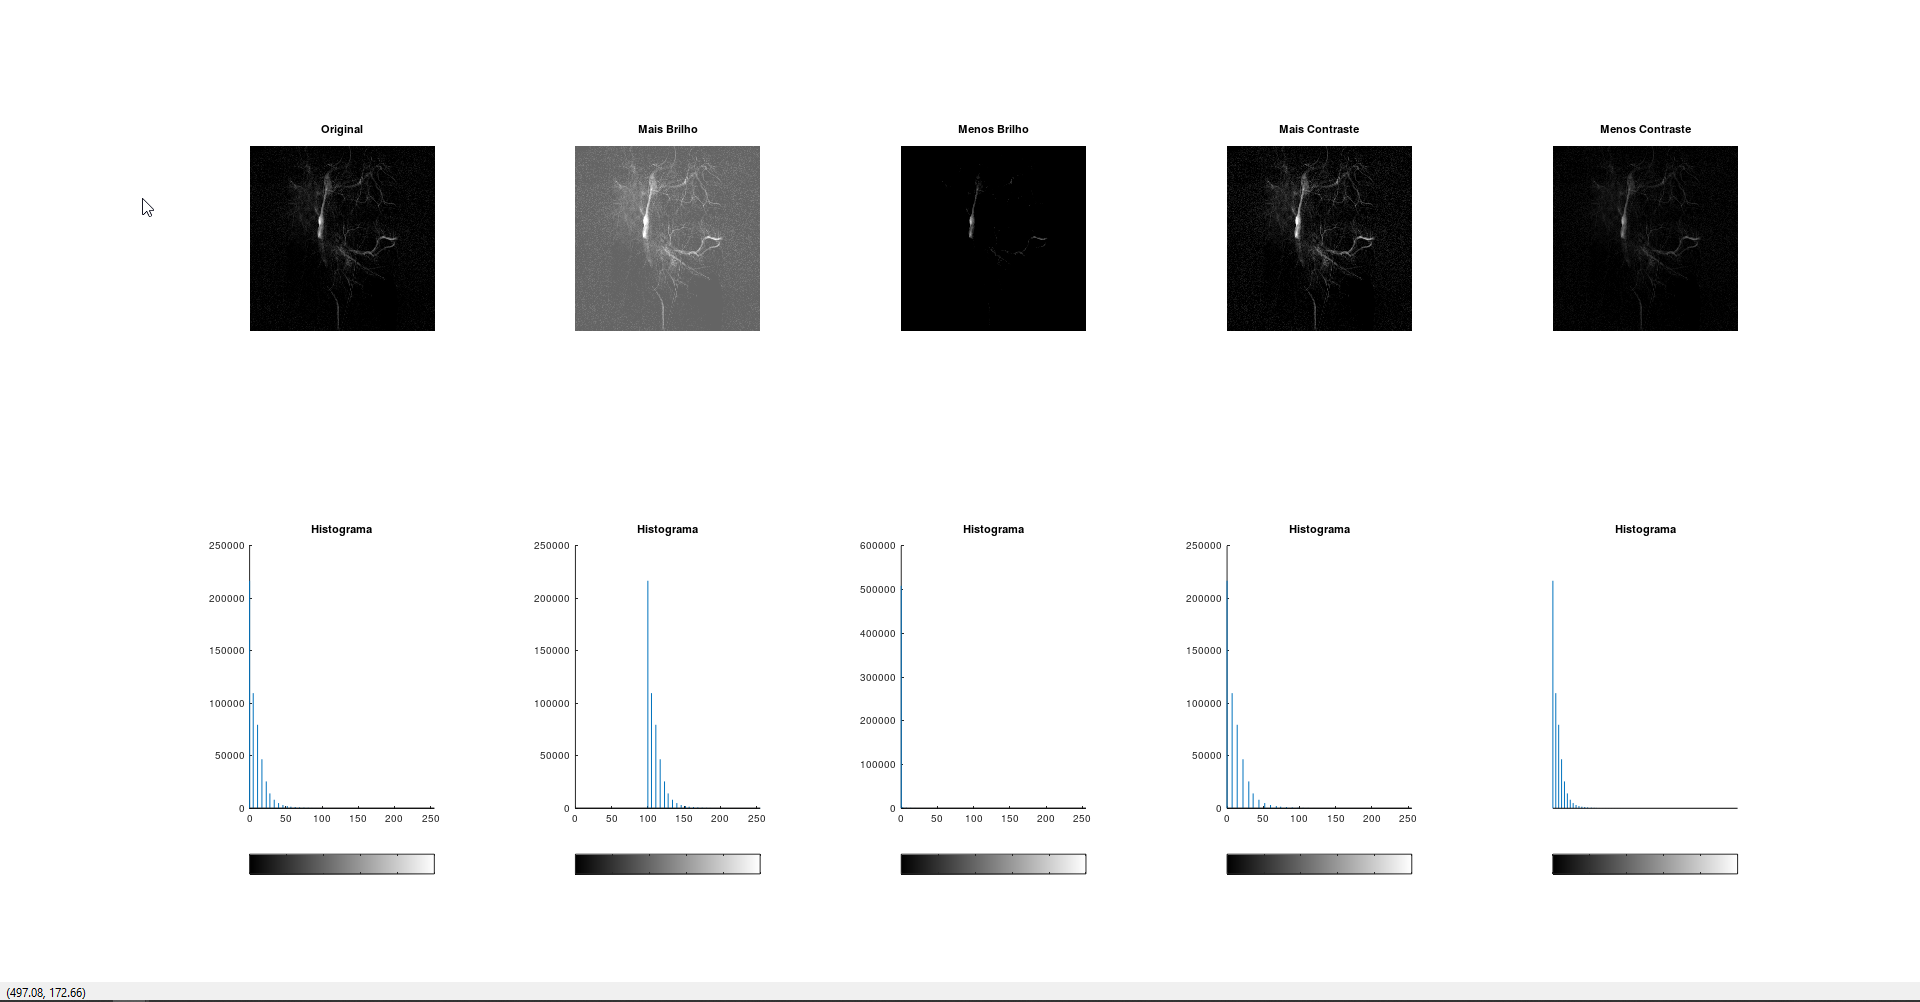 Original
Mais Brilho
Menos Brilho
Mais Contraste
Menos Contraste
Histograma
250000
200000
150000
100000
50000
0
0 50 100 150 200 250
Histograma
250000
200000
150000
100000
50000
0
0 50 100 150 200 250
Histograma
600000
500000
400000
300000
200000
100000
0
0 50 100 150 200 250
Histograma
250000
200000
150000
100000
50000
0
0 50 100 150 200 250
Histograma
(497.08, 172.66)